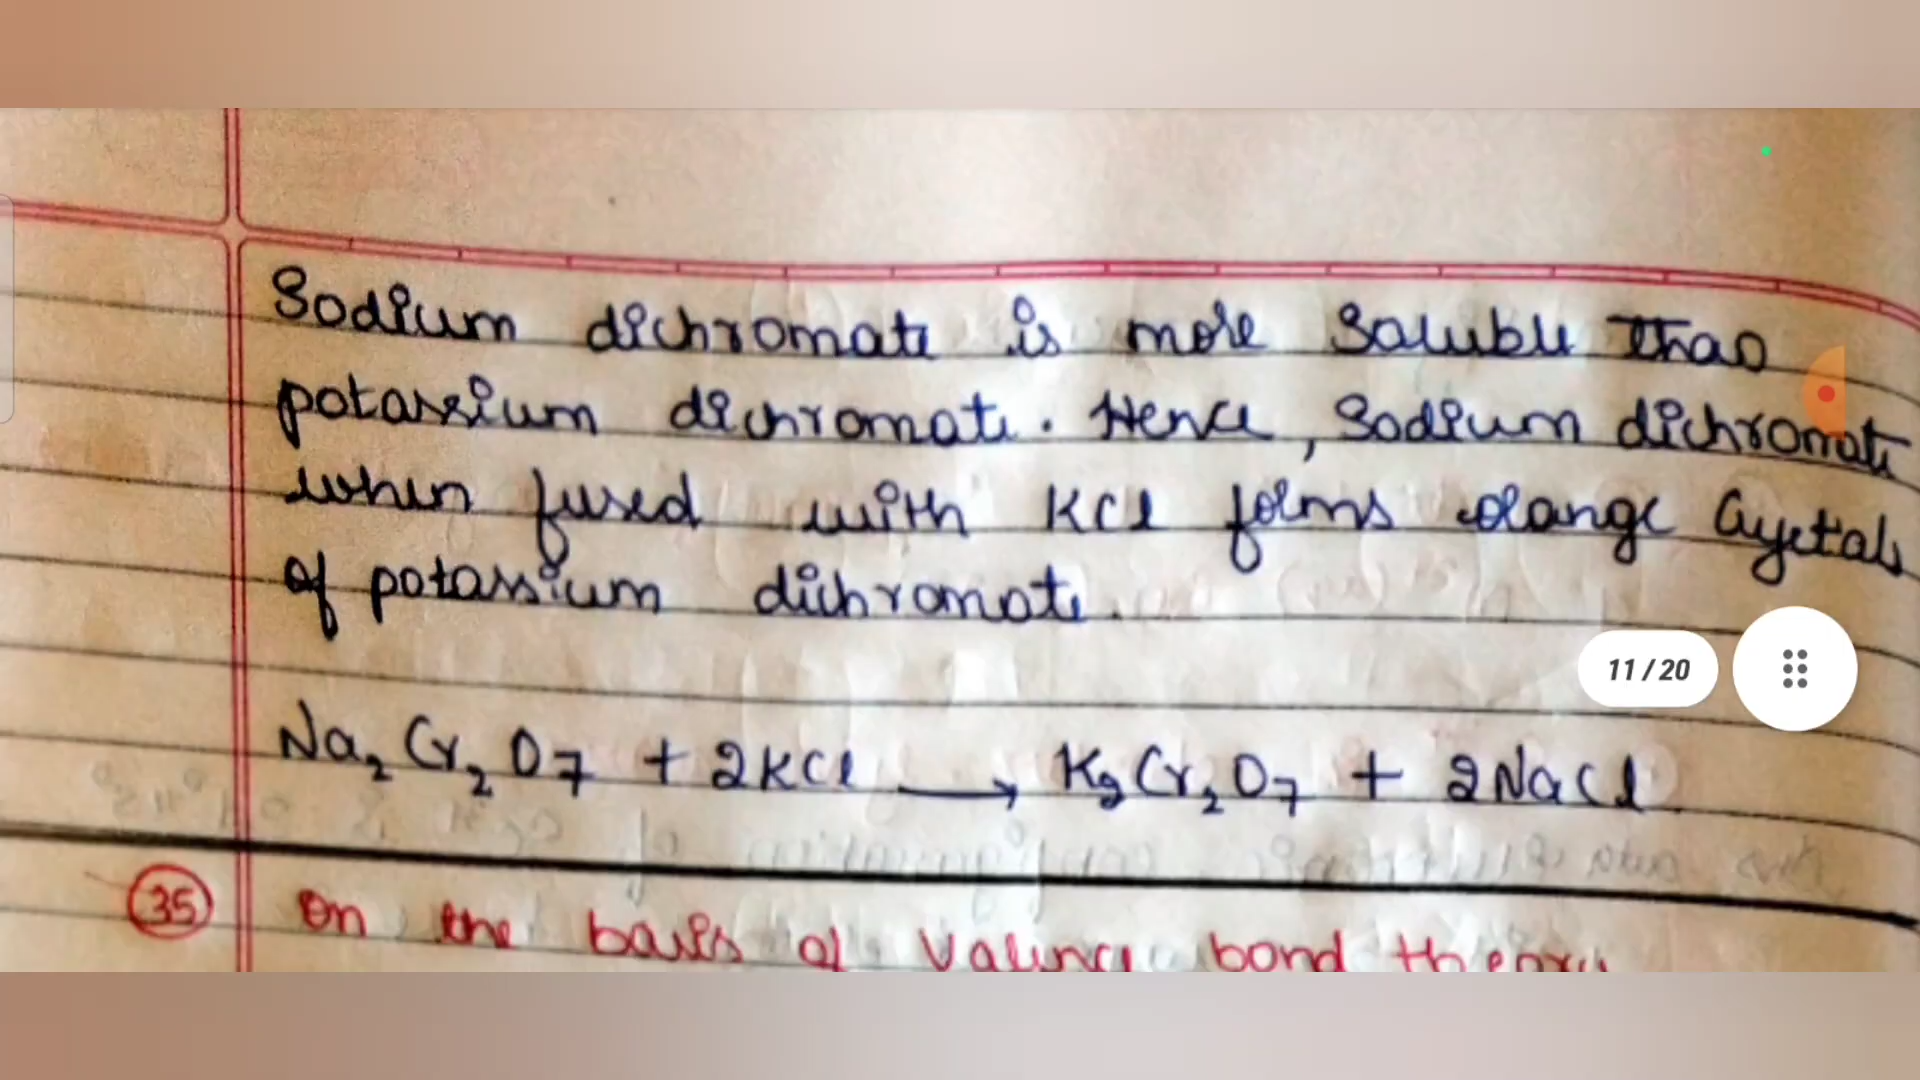 Sodium dichromate is more Soluble than
potassium dichromate. Hence, Sodium dichromate
when fused with KCl forms orange Crystals
of potassium dichromate.
11 / 20
Na₂Cr₂O₇ + 2KCl ⟶ K₂Cr₂O₇ + 2NaCl
35 On the basis of Valence bond theory